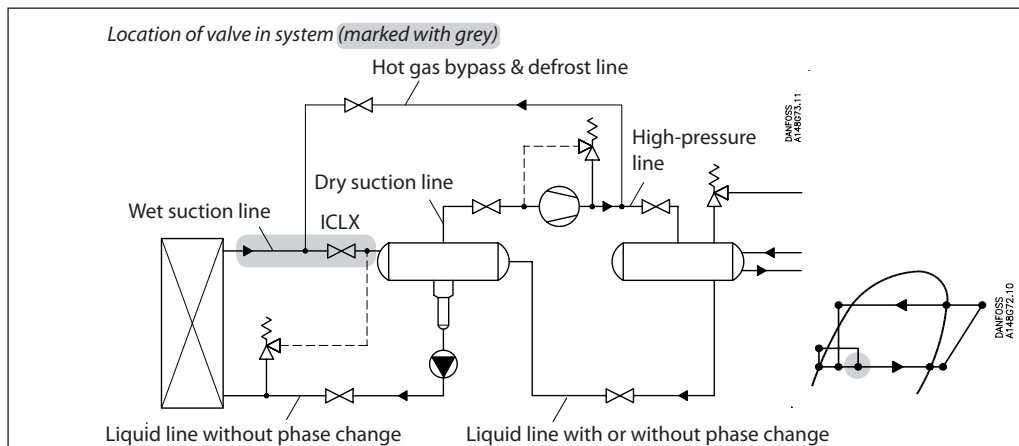 Location of valve in system (marked with grey)
Hot gas bypass & defrost line
DANFOSS
A148G73.11
High-pressure
line
Dry suction line
Wet suction line
ICLX
DANFOSS
A148G72.10
Liquid line without phase change
Liquid line with or without phase change